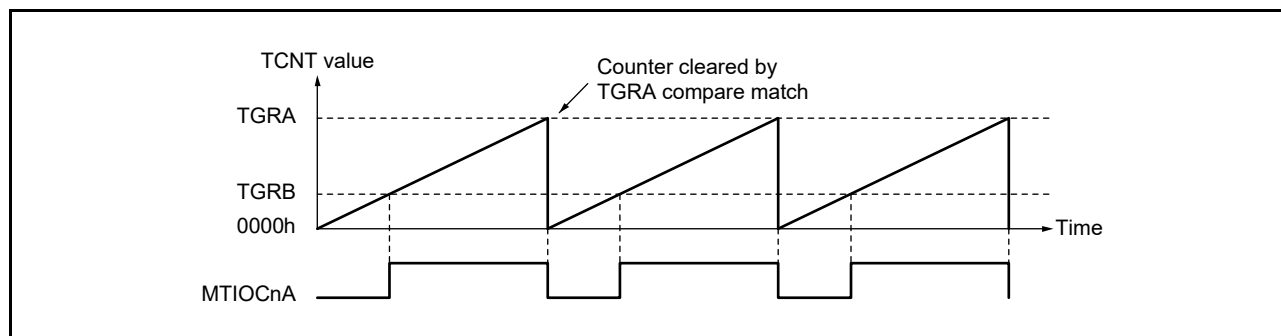 TCNT value
Counter cleared by
TGRA compare match
TGRA
TGRB
0000h
Time
MTIOCnA